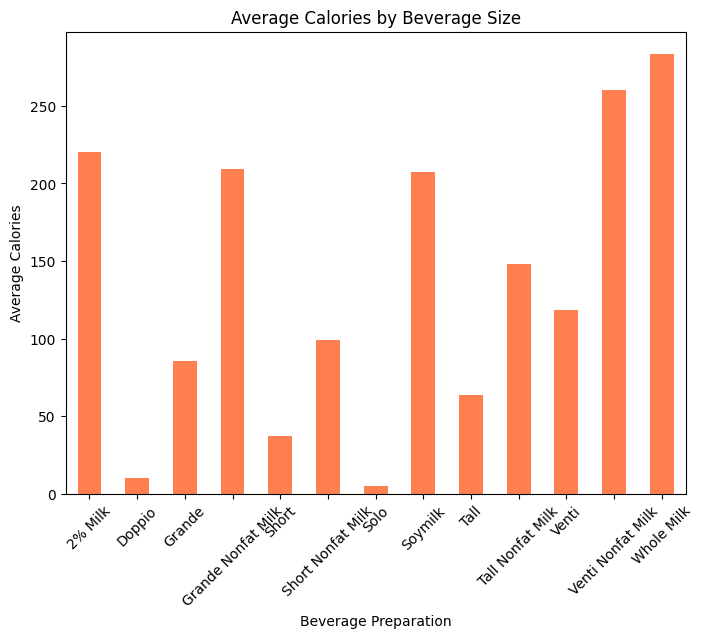 Average Calories by Beverage Size
Average Calories
250
200
150
100
50
0
2% Milk
Doppio
Grande
Grande Nonfat Milk
Short
Short Nonfat Milk
Solo
Soymilk
Tall
Tall Nonfat Milk
Venti
Venti Nonfat Milk
Whole Milk
Beverage Preparation